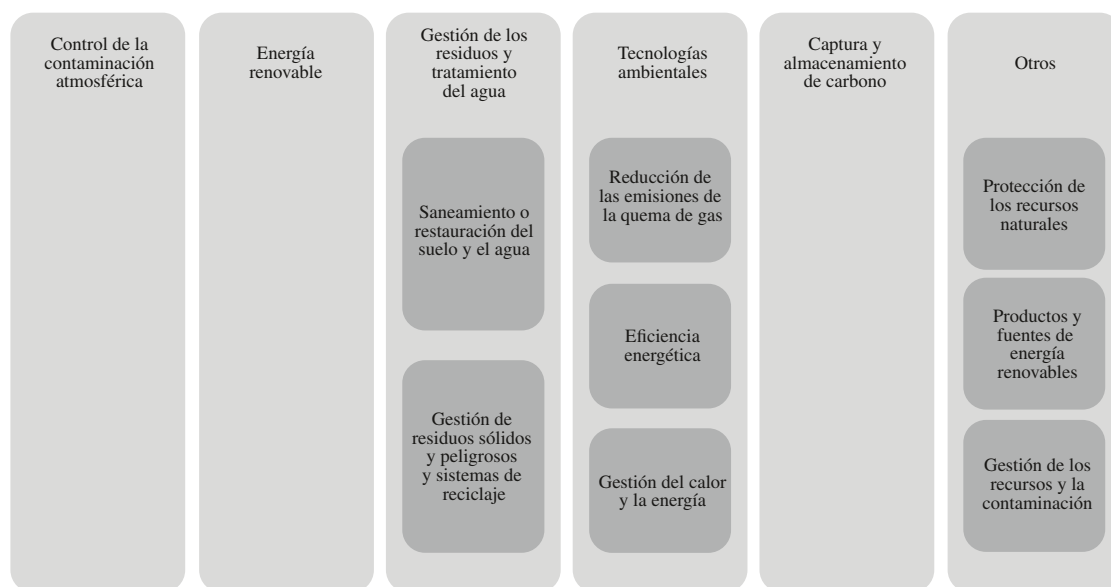 Control de la
contaminación
atmosférica
Energía
renovable
Gestión de los
residuos y
tratamiento
del agua
Saneamiento o
restauración del
suelo y el agua
Gestión de
residuos sólidos
y peligrosos
y sistemas de
reciclaje
Tecnologías
ambientales
Reducción de
las emisiones de
la quema de gas
Eficiencia
energética
Gestión del calor
y la energía
Captura y
almacenamiento
de carbono
Otros
Protección de
los recursos
naturales
Productos y
fuentes de
energía
renovables
Gestión de los
recursos y la
contaminación